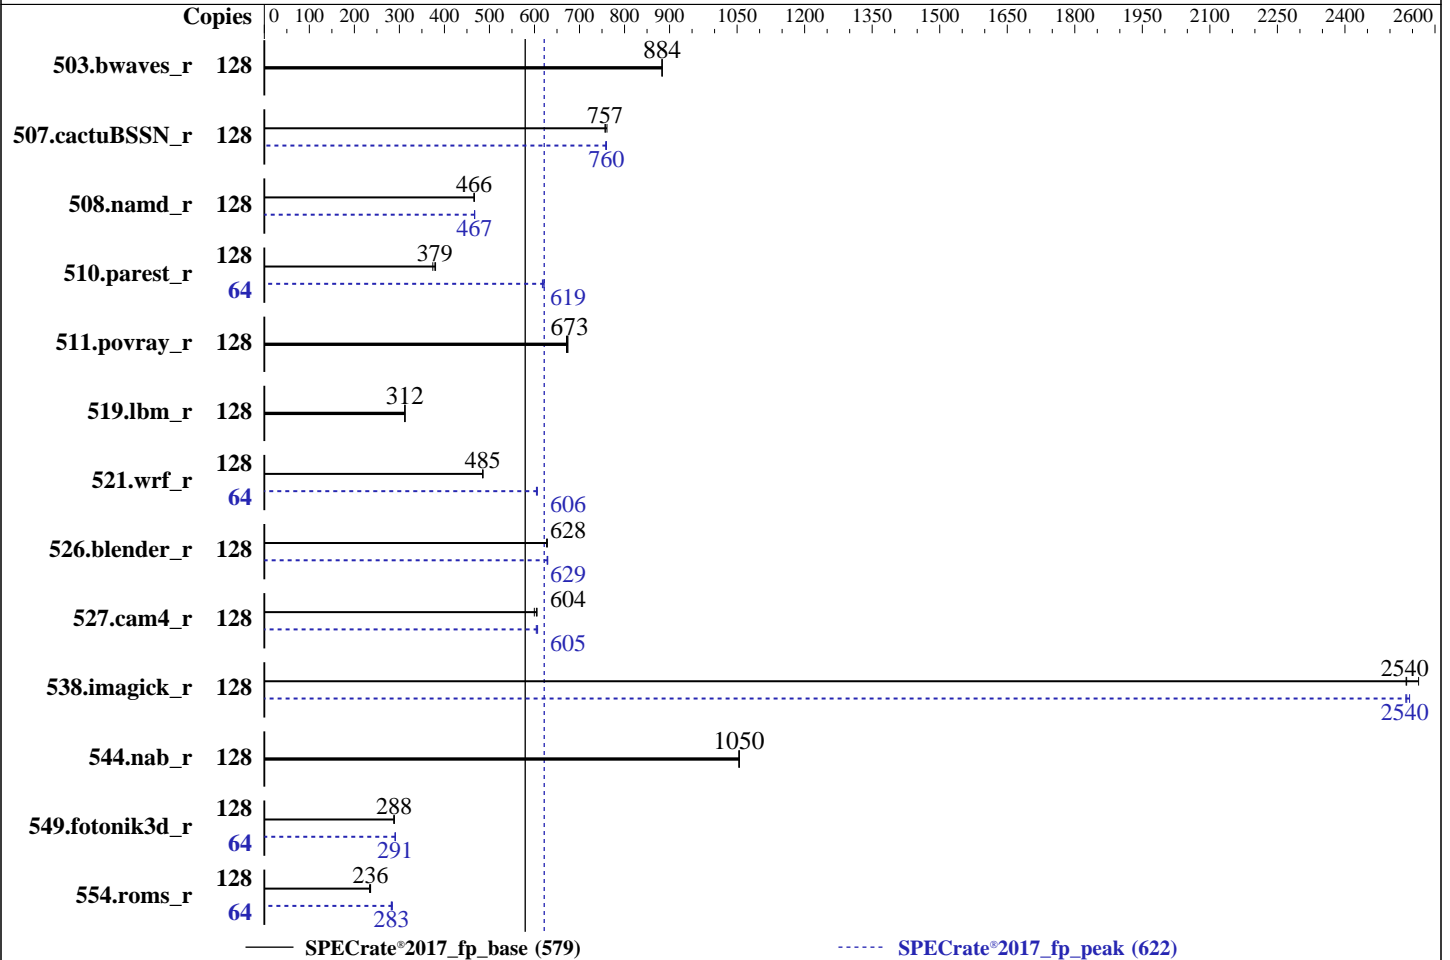 Copies 0 100 200 300 400 500 600 700 800 900 1050 1200 1350 1500 1650 1800 1950 2100 2250 2400 2600
884
503.bwaves_r 128
757
507.cactuBSSN_r 128
760
466
508.namd_r 128
467
128 379
510.parest_r
64 619
673
511.povray_r 128
312
519.lbm_r 128
128 485
521.wrf_r
64 606
628
526.blender_r 128
629
604
527.cam4_r 128
605
2540
538.imagick_r 128
2540
1050
544.nab_r 128
128 288
549.fotonik3d_r
64 291
128 236
554.roms_r
64 283
SPECrate®2017_fp_base (579) SPECrate®2017_fp_peak (622)